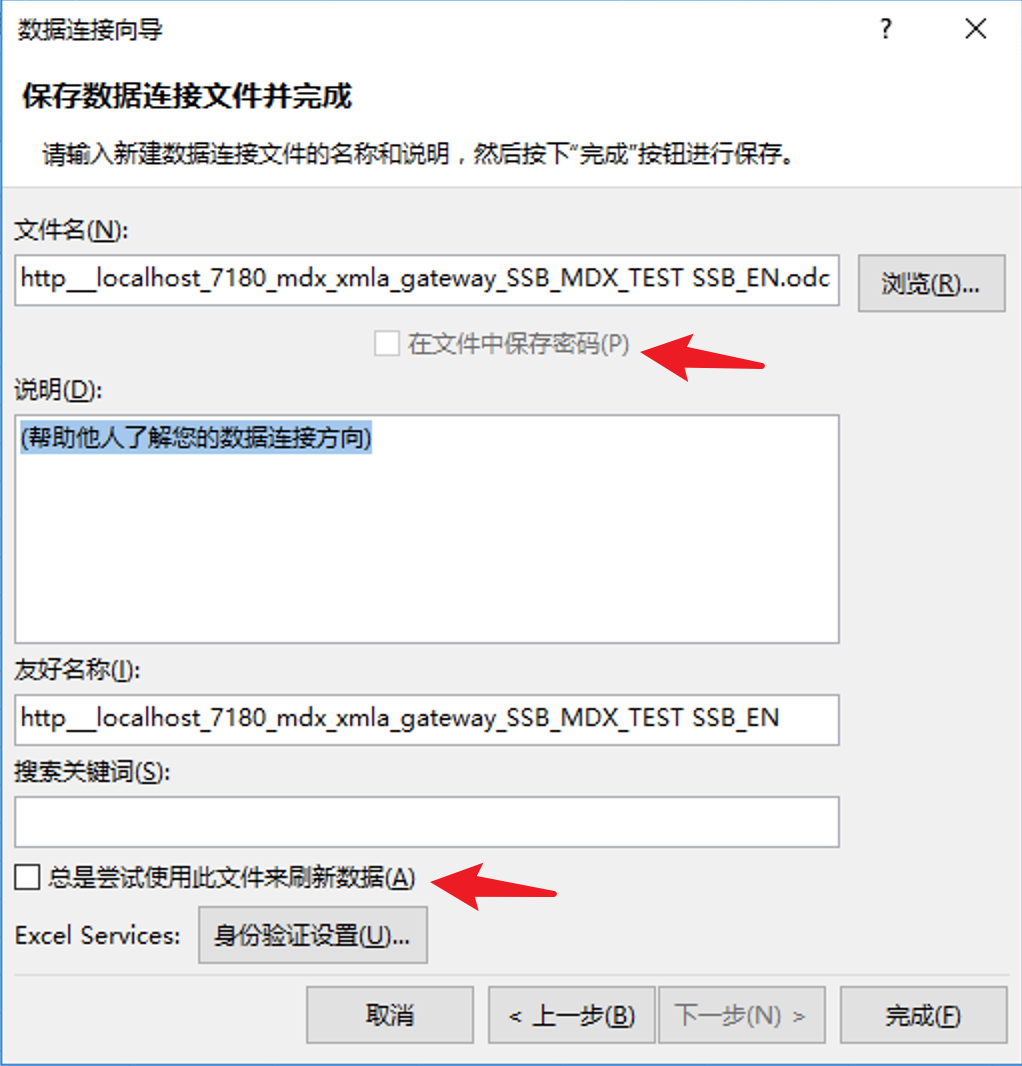 数据连接向导
?
保存数据连接文件并完成
请输入新建数据连接文件的名称和说明，然后按下“完成”按钮进行保存。
文件名(N):
http__localhost_7180_mdx_xmla_gateway_SSB_MDX_TEST SSB_EN.odc
浏览(R)...
在文件中保存密码(P)
说明(D):
(帮助他人了解您的数据连接方向)
友好名称(I):
http__localhost_7180_mdx_xmla_gateway_SSB_MDX_TEST SSB_EN
搜索关键词(S):
总是尝试使用此文件来刷新数据(A)
Excel Services: 身份验证设置(U)...
取消 < 上一步(B) 下一步(N) > 完成(F)